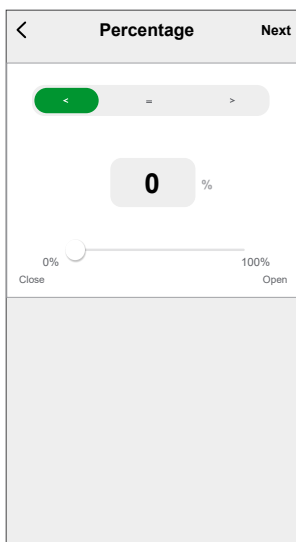 Percentage Next
< = >
0 %
0% 100%
Close Open